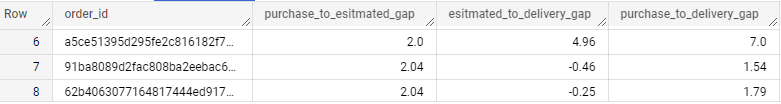 Row order_id purchase_to_esitmated_gap esitmated_to_delivery_gap purchase_to_delivery_gap
6 a5ce51395d295fe2c816182f7... 2.0 4.96 7.0
7 91ba8089d2fac808ba2eebac6... 2.04 -0.46 1.54
8 62b4063077164817444ed917... 2.04 -0.25 1.79